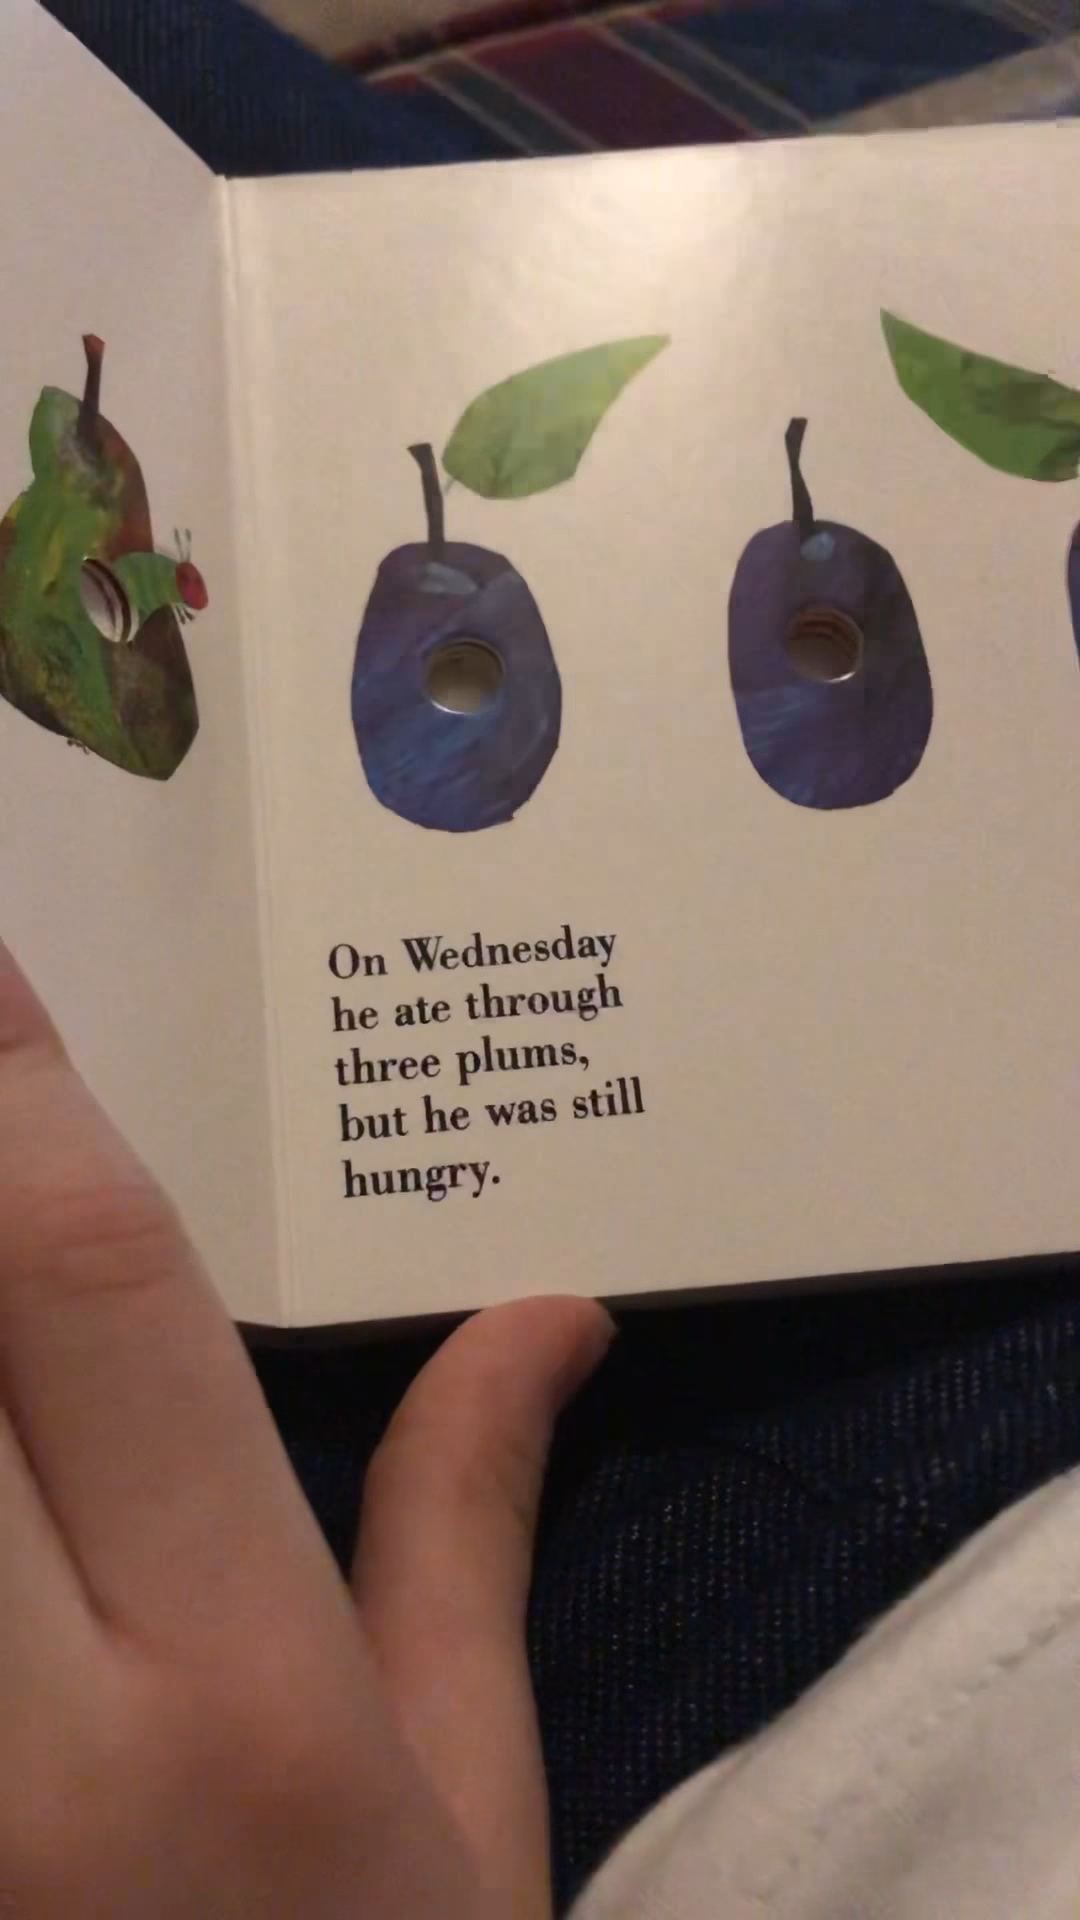 On Wednesday
he ate through
three plums,
but he was still
hungry.